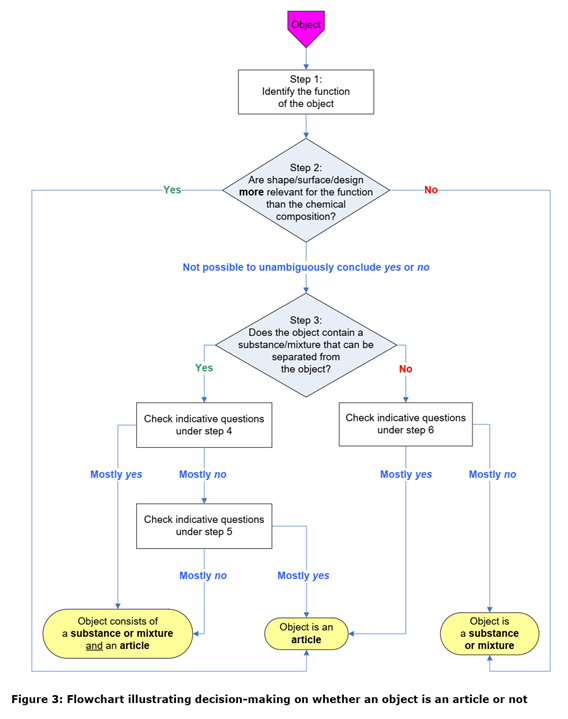 Object
Step 1:
Identify the function
of the object
Step 2:
Are shape/surface/design
more relevant for the function
than the chemical
composition?
Yes
No
Not possible to unambiguously conclude yes or no
Step 3:
Does the object contain a
substance/mixture that can be
separated from
the object?
Yes
No
Check indicative questions
under step 4
Check indicative questions
under step 6
Mostly yes
Mostly no
Mostly yes
Mostly no
Check indicative questions
under step 5
Mostly no
Mostly yes
Object consists of
a substance or mixture
and an article
Object is an
article
Object is
a substance
or mixture
Figure 3: Flowchart illustrating decision-making on whether an object is an article or not